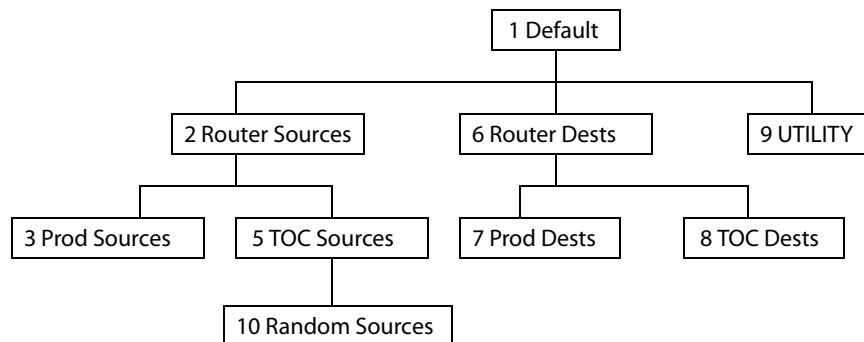 1 Default
2 Router Sources
6 Router Dests
9 UTILITY
3 Prod Sources
5 TOC Sources
7 Prod Dests
8 TOC Dests
10 Random Sources